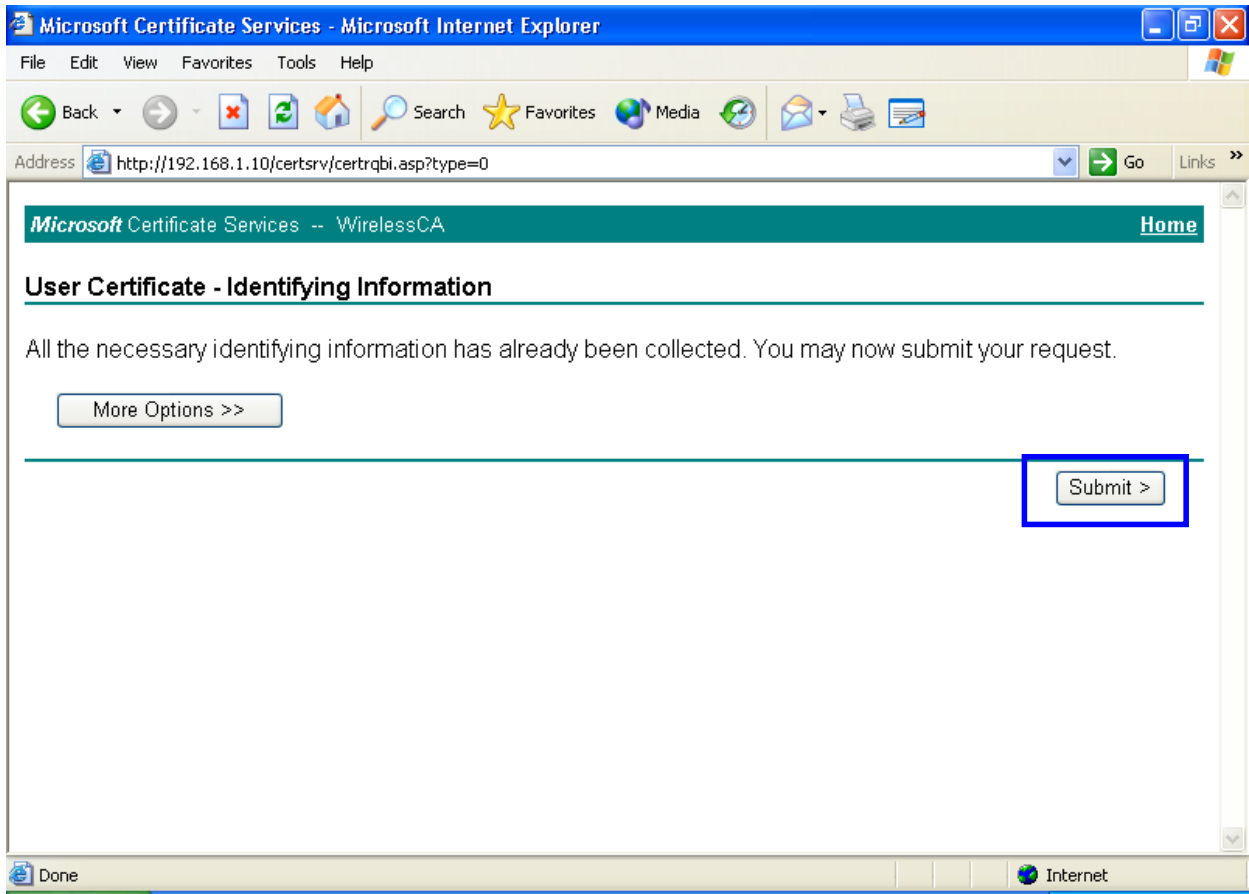 Microsoft Certificate Services - Microsoft Internet Explorer
File Edit View Favorites Tools Help
Back Search Favorites Media
Address http://192.168.1.10/certsrv/certrqbi.asp?type=0 Go Links »
Microsoft Certificate Services -- WirelessCA Home
User Certificate - Identifying Information
All the necessary identifying information has already been collected. You may now submit your request.
More Options >>
Submit >
Done Internet